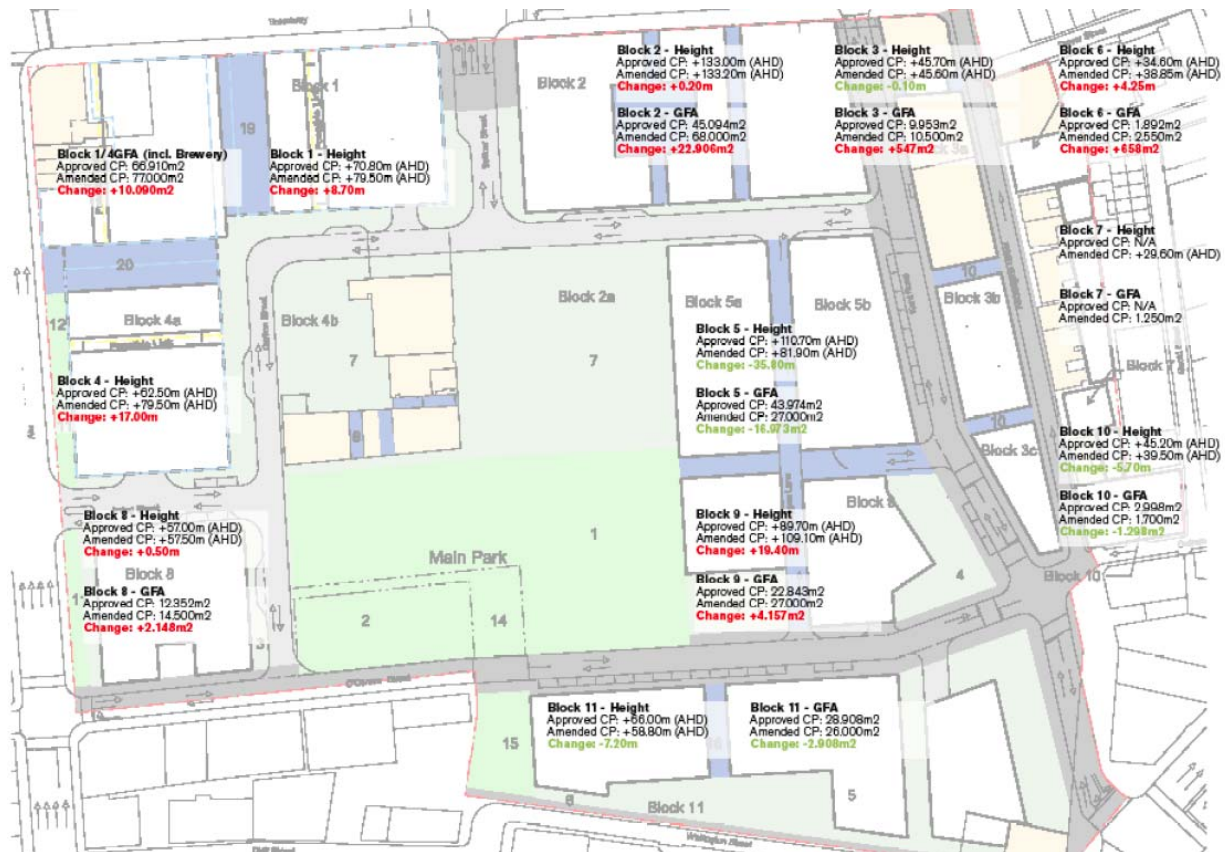 Block 2 - Height
Approved CP: +133.00m (AHD)
Amended CP: +133.20m (AHD)
Change: +0.20m
Block 2 - GFA
Approved CP: 45.094m2
Amended CP: 68.000m2
Change: +22.906m2
Block 3 - Height
Approved CP: +45.70m (AHD)
Amended CP: +45.60m (AHD)
Change: -0.10m
Block 3 - GFA
Approved CP: 9.953m2
Amended CP: 10.500m2
Change: +547m2
Block 6 - Height
Approved CP: +34.60m (AHD)
Amended CP: +38.85m (AHD)
Change: +4.25m
Block 6 - GFA
Approved CP: 1.892m2
Amended CP: 2.550m2
Change: +658m2
Block 1
Block 2
19
Block 1/4GFA (incl. Brewery)
Approved CP: 66.910m2
Amended CP: 77.000m2
Change: +10.090m2
Block 1 - Height
Approved CP: +70.80m (AHD)
Amended CP: +79.50m (AHD)
Change: +8.70m
Block 7 - Height
Approved CP: N/A
Amended CP: +29.60m (AHD)
Block 7 - GFA
Approved CP: N/A
Amended CP: 1.250m2
20
12
Block 4a
Block 4b
7
Block 2a
7
Block 5a
Block 5b
10
Block 3b
Block 7
Block 5 - Height
Approved CP: +110.70m (AHD)
Amended CP: +81.90m (AHD)
Change: -35.80m
Block 5 - GFA
Approved CP: 43.974m2
Amended CP: 27.000m2
Change: -16.973m2
Block 4 - Height
Approved CP: +62.50m (AHD)
Amended CP: +79.50m (AHD)
Change: +17.00m
10
Block 3c
Block 10 - Height
Approved CP: +45.20m (AHD)
Amended CP: +39.50m (AHD)
Change: -5.70m
Block 10 - GFA
Approved CP: 2.998m2
Amended CP: 1.700m2
Change: -1.298m2
Block 8 - Height
Approved CP: +57.00m (AHD)
Amended CP: +57.50m (AHD)
Change: +0.50m
Block 8
Block 8 - GFA
Approved CP: 12.352m2
Amended CP: 14.500m2
Change: +2.148m2
1
Main Park
2
14
Block 9 - Height
Approved CP: +89.70m (AHD)
Amended CP: +109.10m (AHD)
Change: +19.40m
Block 9 - GFA
Approved CP: 22.843m2
Amended CP: 27.000m2
Change: +4.157m2
4
Block 10
Block 11 - Height
Approved CP: +66.00m (AHD)
Amended CP: +58.80m (AHD)
Change: -7.20m
Block 11 - GFA
Approved CP: 28.908m2
Amended CP: 26.000m2
Change: -2.908m2
15
Block 11
5